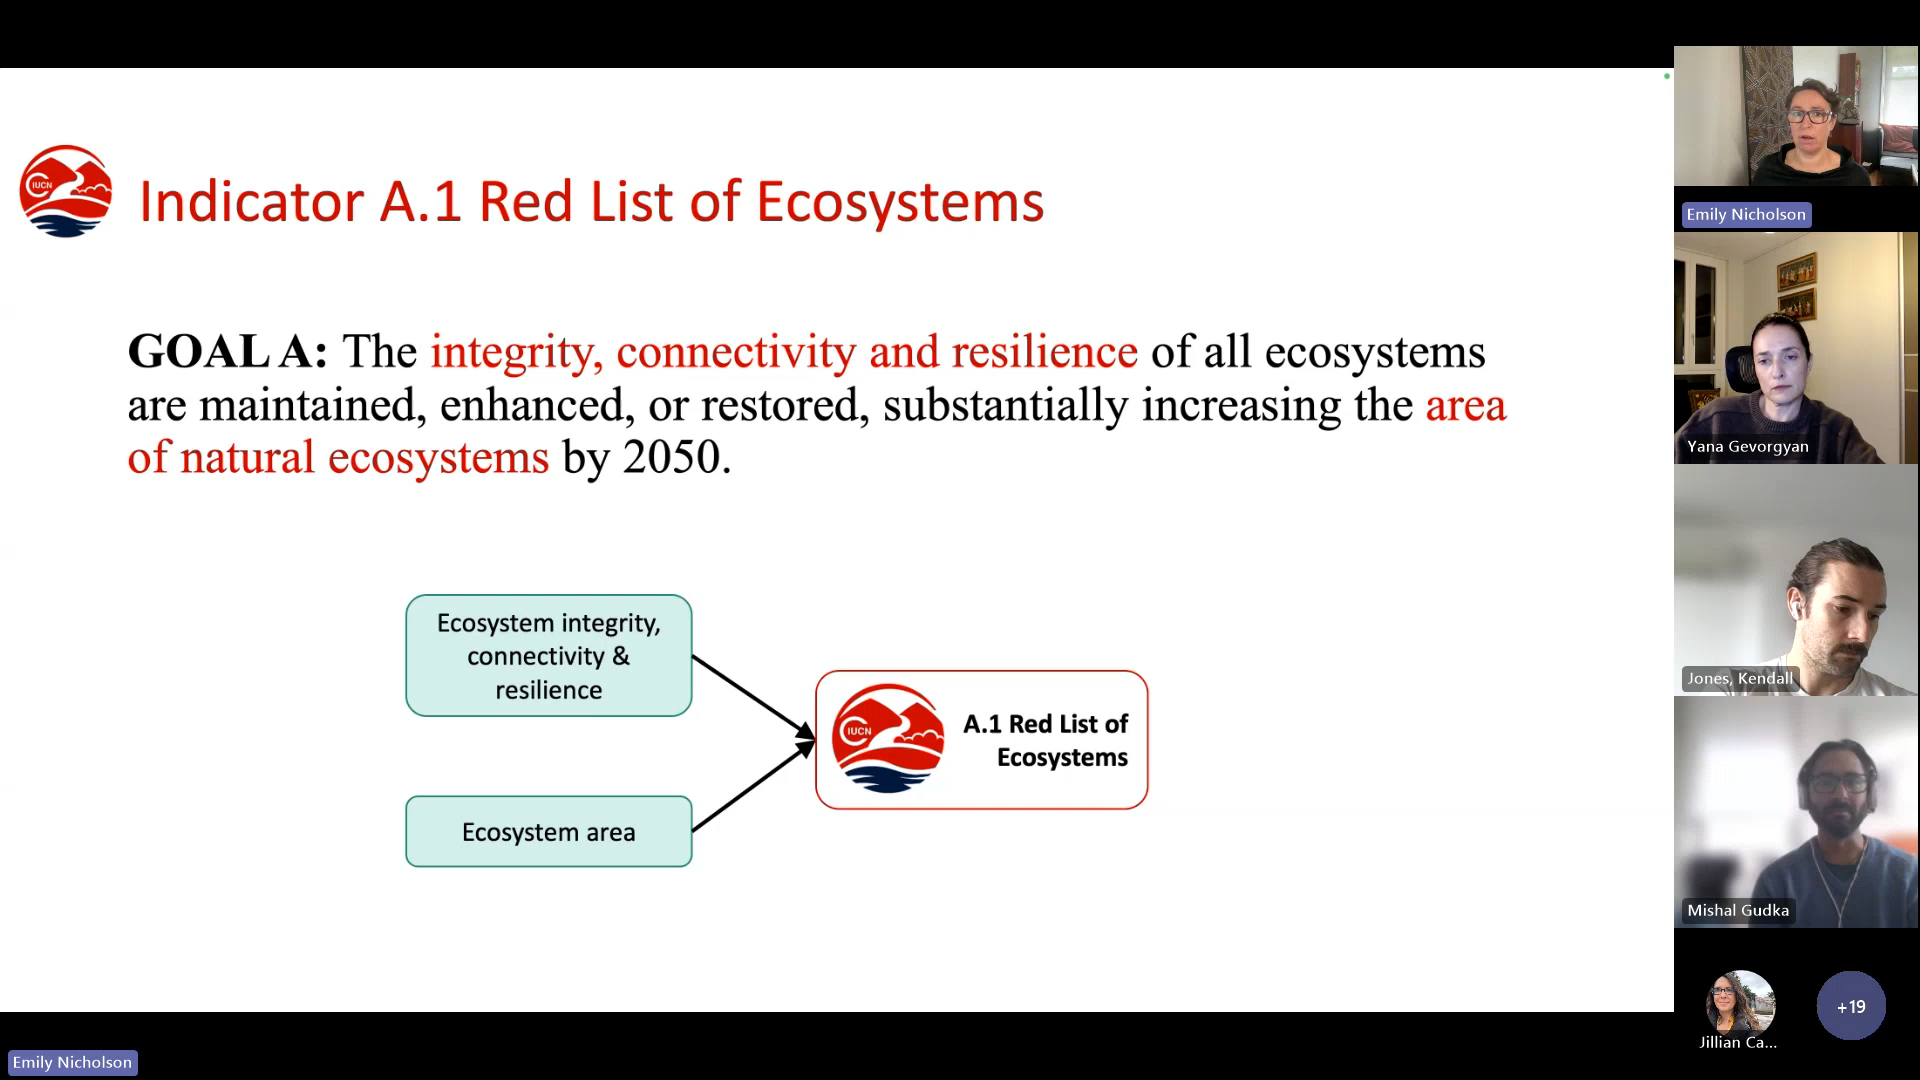 IUCN
Indicator A.1 Red List of Ecosystems
GOAL A: The integrity, connectivity and resilience of all ecosystems
are maintained, enhanced, or restored, substantially increasing the area
of natural ecosystems by 2050.
Ecosystem integrity,
connectivity &
resilience
Ecosystem area
IUCN
A.1 Red List of
Ecosystems
Emily Nicholson
Yana Gevorgyan
Jones, Kendall
Mishal Gudka
Jillian Ca...
+19
Emily Nicholson